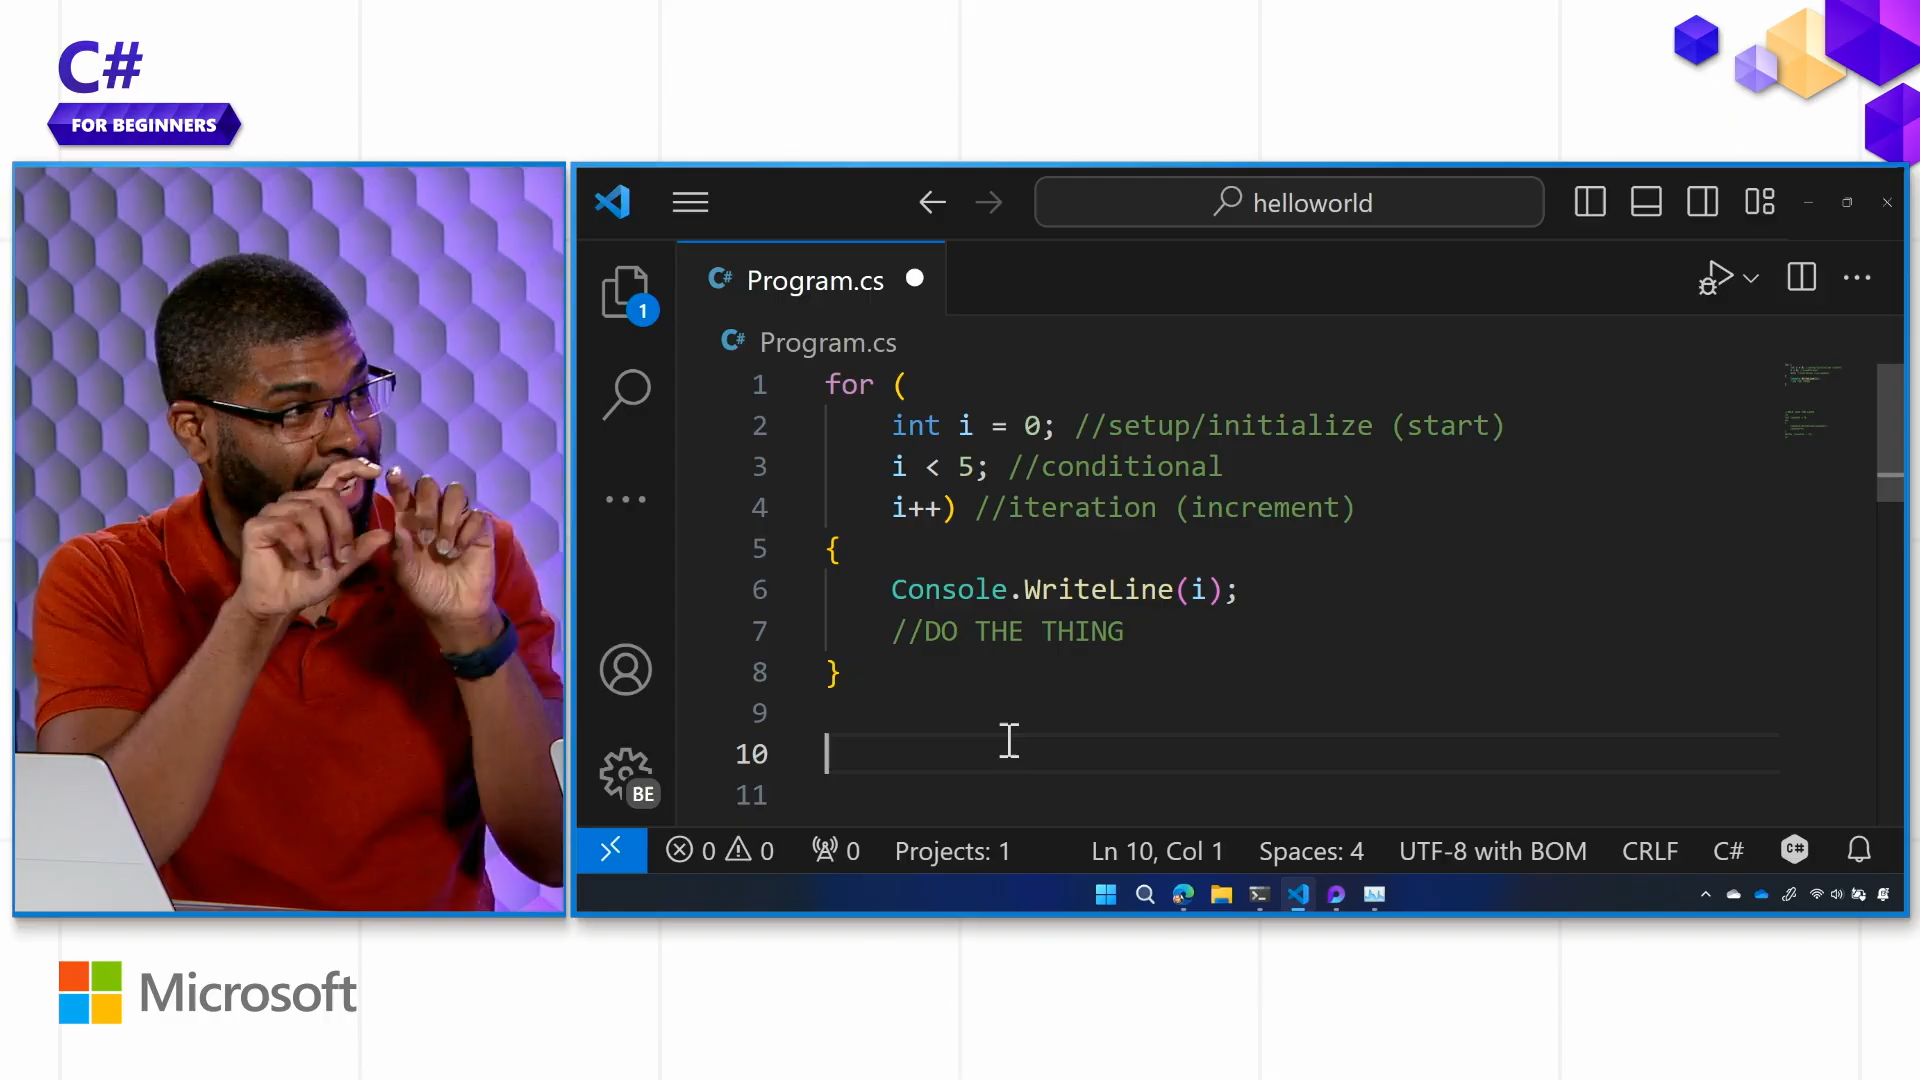 C#
FOR BEGINNERS
helloworld
C# Program.cs
1
C# Program.cs
1 for (
2 int i = 0; //setup/initialize (start)
3 i < 5; //conditional
4 i++) //iteration (increment)
5 {
6 Console.WriteLine(i);
7 //DO THE THING
8 }
9
10
11
BE
0 0 0 Projects: 1 Ln 10, Col 1 Spaces: 4 UTF-8 with BOM CRLF C# C#
Microsoft